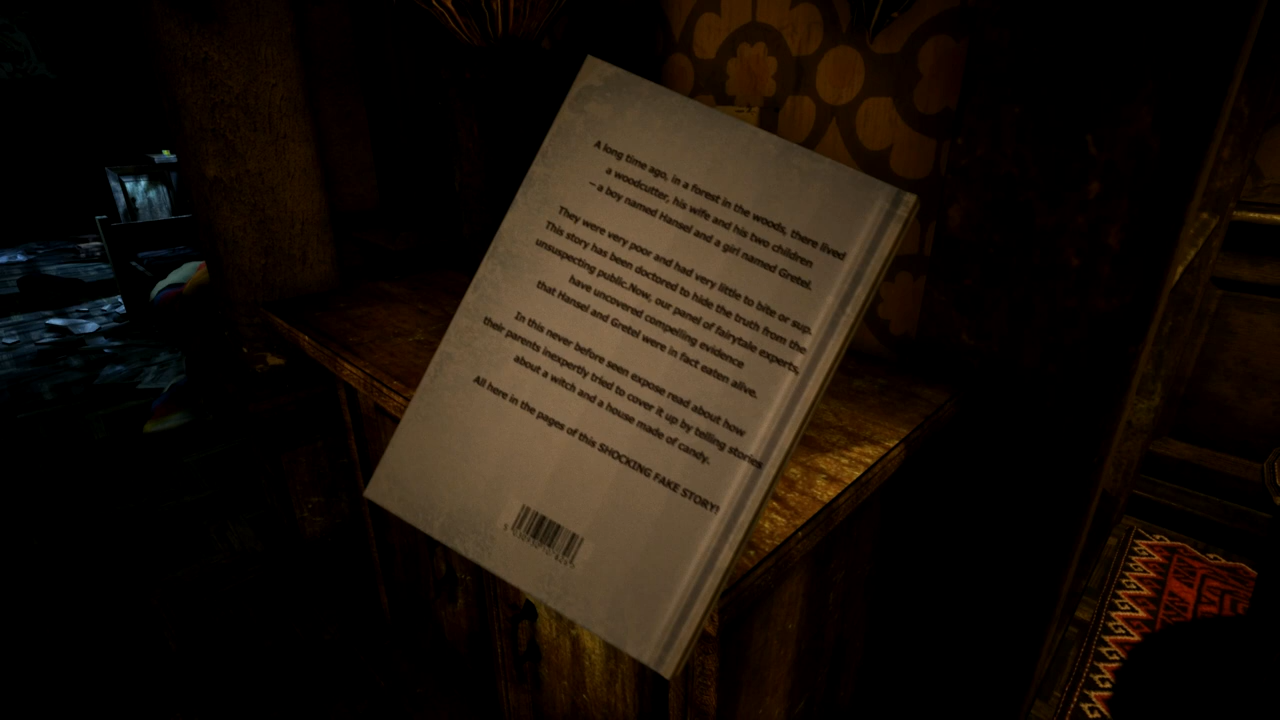 A long time ago, in a forest in the woods, there lived
a woodcutter, his wife and his two children
– a boy named Hansel and a girl named Gretel.
They were very poor and had very little to bite or sup.
This story has been doctored to hide the truth from the
unsuspecting public.Now, our panel of fairytale experts,
have uncovered compelling evidence
that Hansel and Gretel were in fact eaten alive.
In this never before seen expose read about how
their parents inexpertly tried to cover it up by telling stories
about a witch and a house made of candy.
All here in the pages of this SHOCKING FAKE STORY!